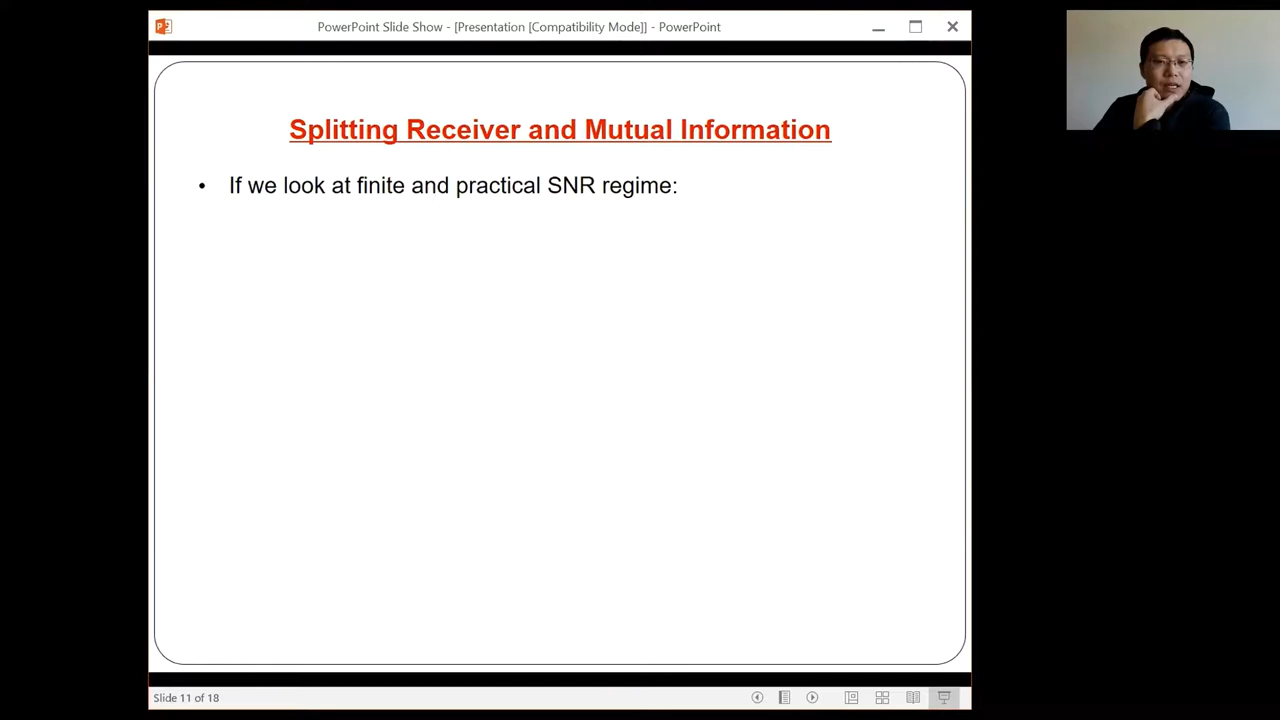 PowerPoint Slide Show - [Presentation [Compatibility Mode]] - PowerPoint
Splitting Receiver and Mutual Information
• If we look at finite and practical SNR regime:
Slide 11 of 18